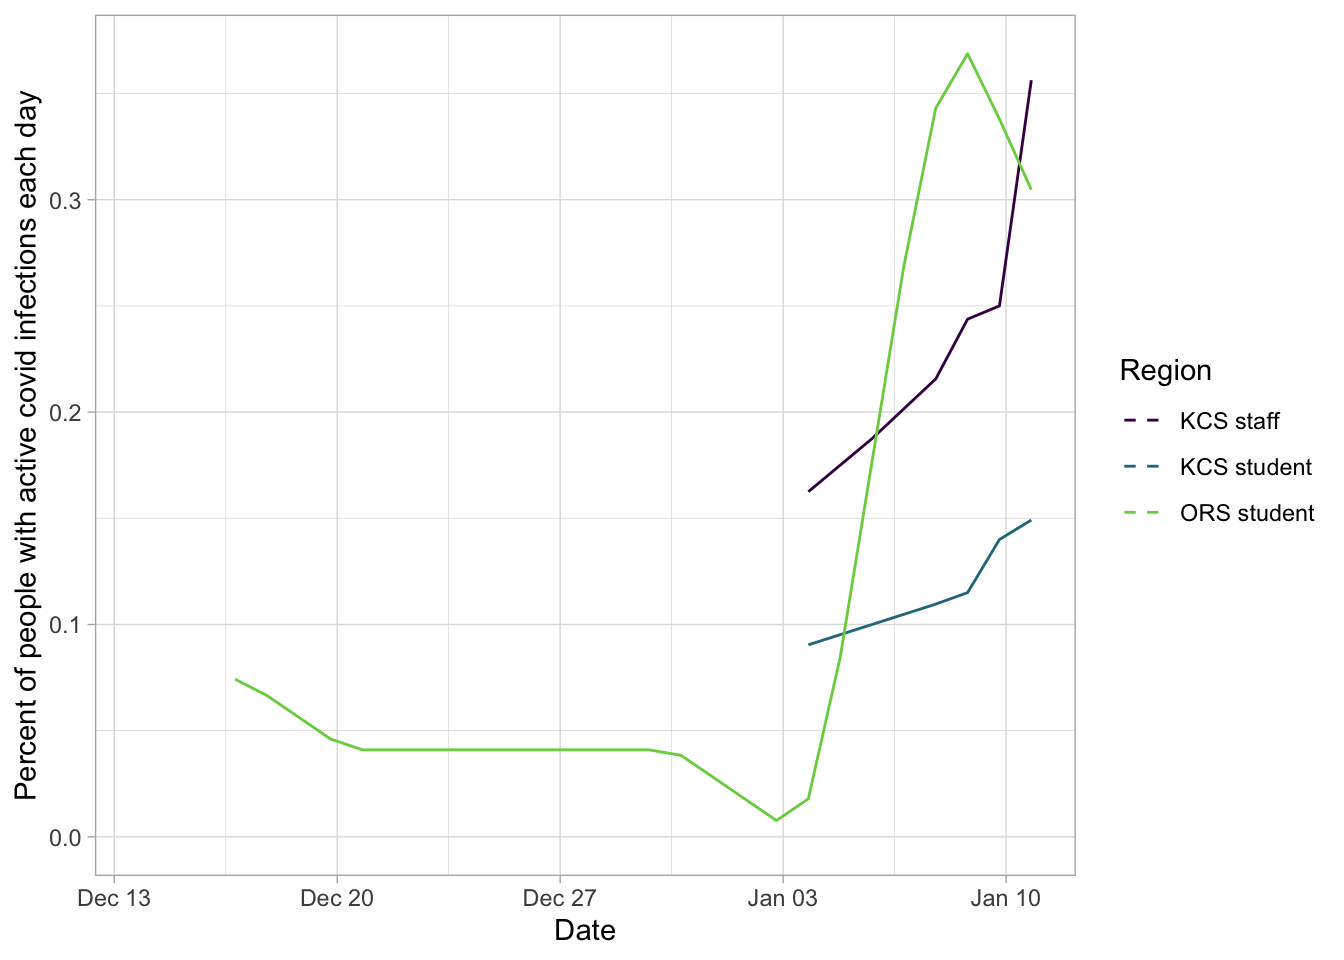 Percent of people with active covid infections each day
0.3
0.2
0.1
0.0
Dec 13
Dec 20
Dec 27
Jan 03
Jan 10
Date
Region
KCS staff
KCS student
ORS student